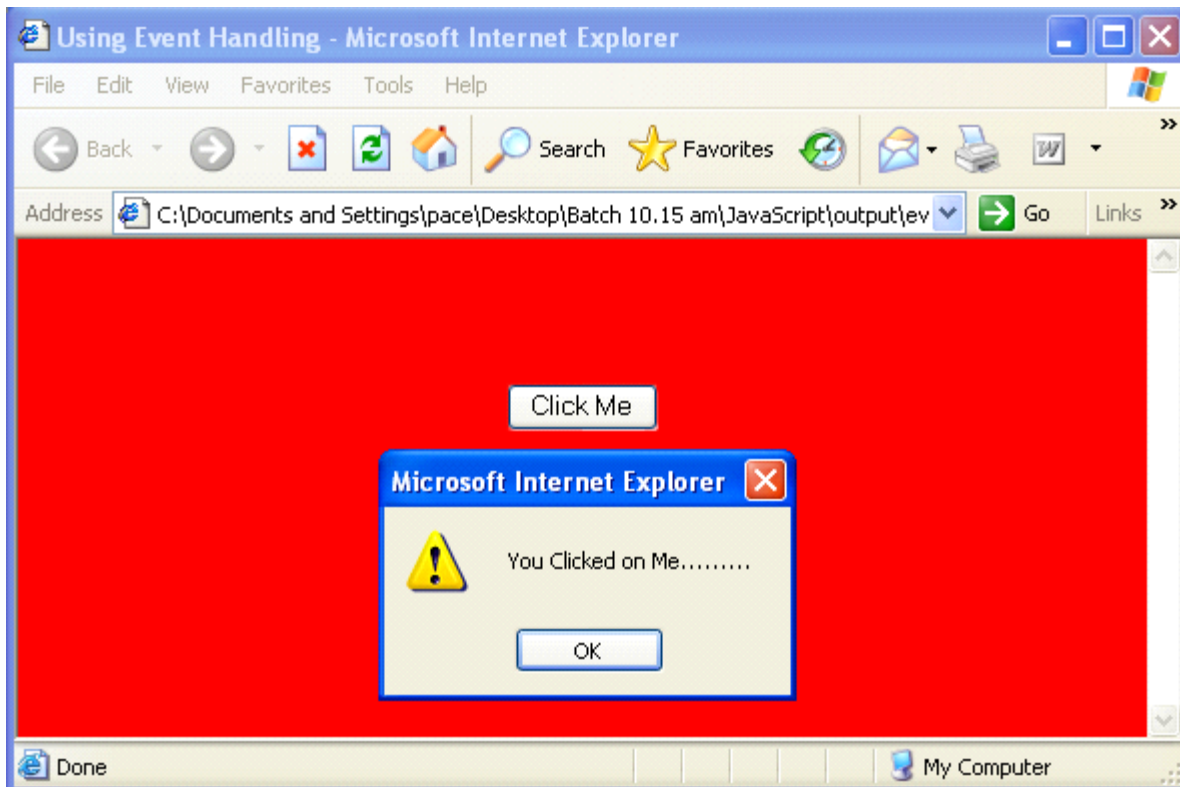 Using Event Handling - Microsoft Internet Explorer
File Edit View Favorites Tools Help
Back Search Favorites W
Address C:\Documents and Settings\pace\Desktop\Batch 10.15 am\JavaScript\output\ev Go Links
Click Me
Microsoft Internet Explorer
You Clicked on Me.........
OK
Done My Computer